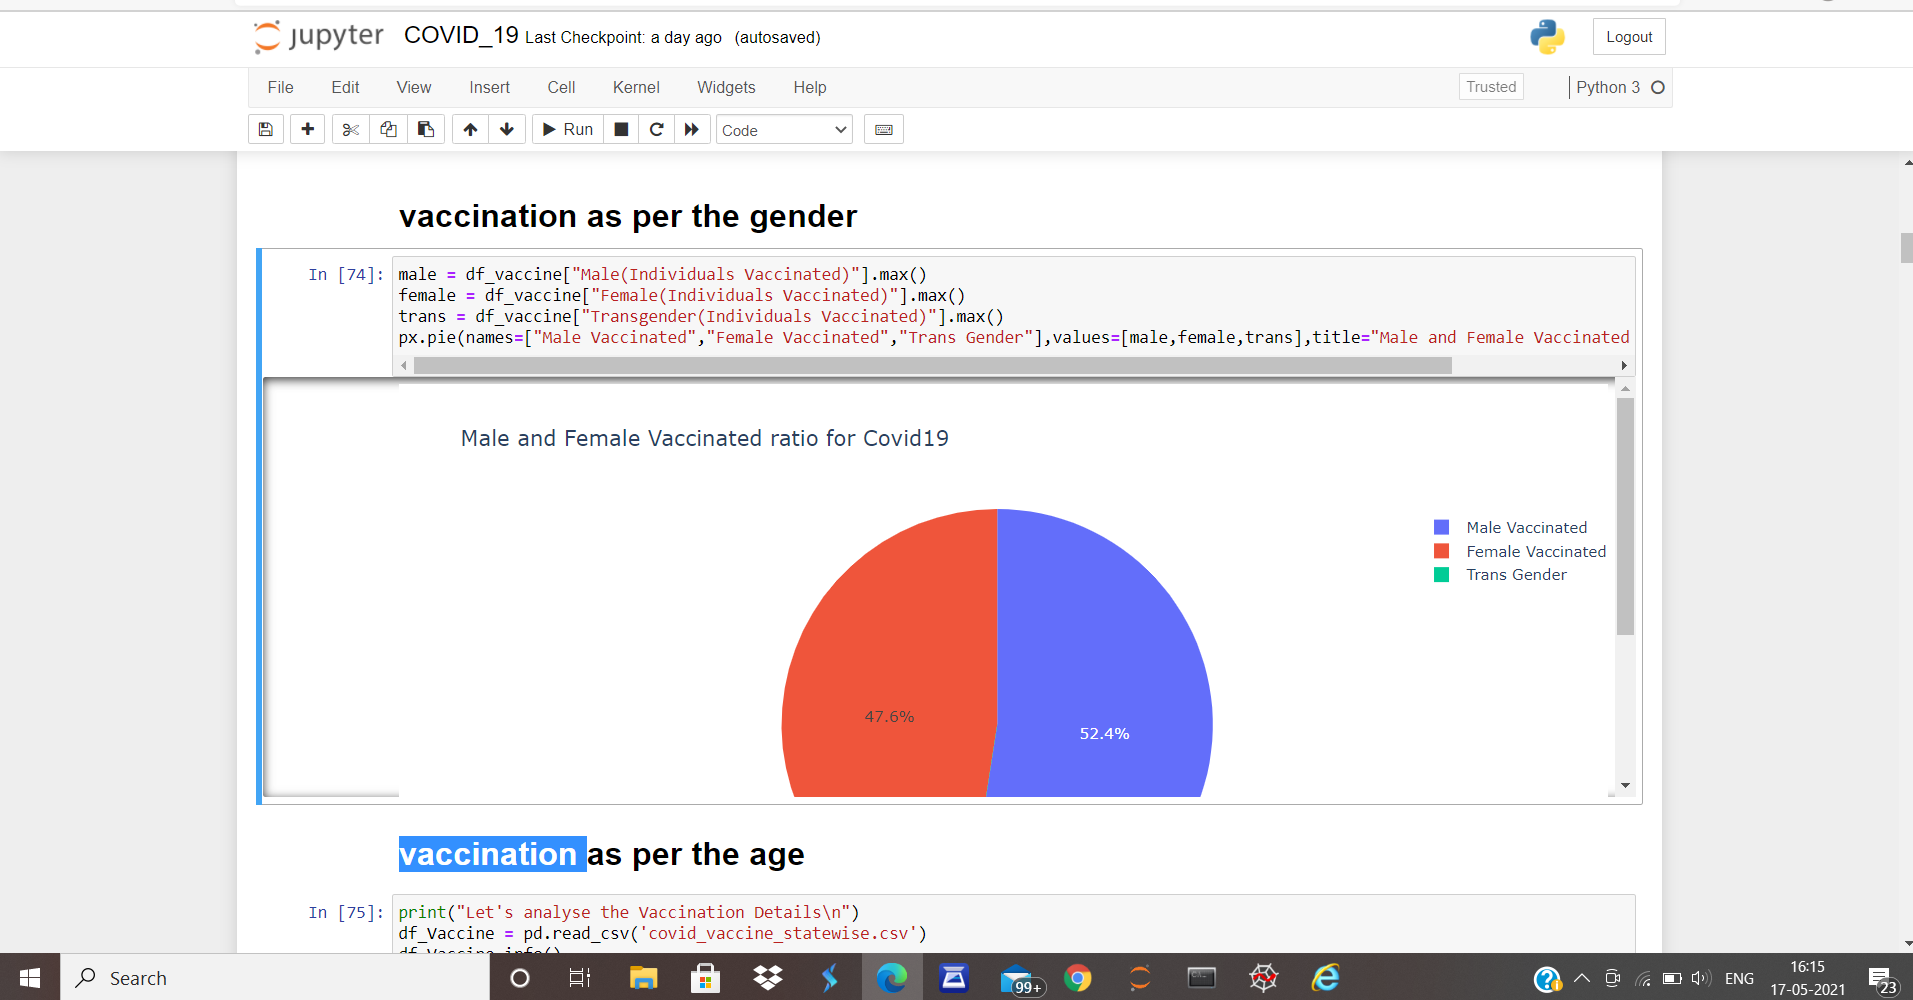 jupyter COVID_19 Last Checkpoint: a day ago (autosaved) Logout
File Edit View Insert Cell Kernel Widgets Help Trusted Python 3
Run Code
vaccination as per the gender
In [74]: male = df_vaccine["Male(Individuals Vaccinated)"].max()
female = df_vaccine["Female(Individuals Vaccinated)"].max()
trans = df_vaccine["Transgender(Individuals Vaccinated)"].max()
px.pie(names=["Male Vaccinated","Female Vaccinated","Trans Gender"],values=[male,female,trans],title="Male and Female Vaccinated
Male and Female Vaccinated ratio for Covid19
Male Vaccinated
Female Vaccinated
Trans Gender
47.6%
52.4%
vaccination as per the age
In [75]: print("Let's analyse the Vaccination Details\n")
df_Vaccine = pd.read_csv('covid_vaccine_statewise.csv')
df_Vaccine.info()
Search 99+ ENG 16:15
17-05-2021 23